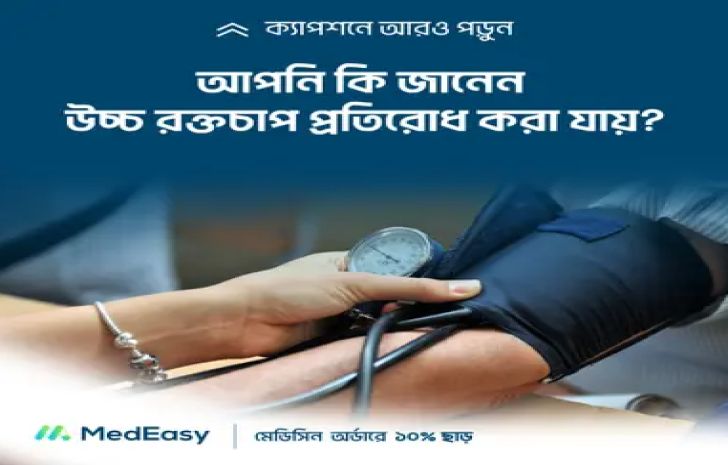 ক্যাপশনে আরও পড়ুন
আপনি কি জানেন
উচ্চ রক্তচাপ প্রতিরোধ করা যায়?
MedEasy
মেডিসিন অর্ডারে ১০% ছাড়